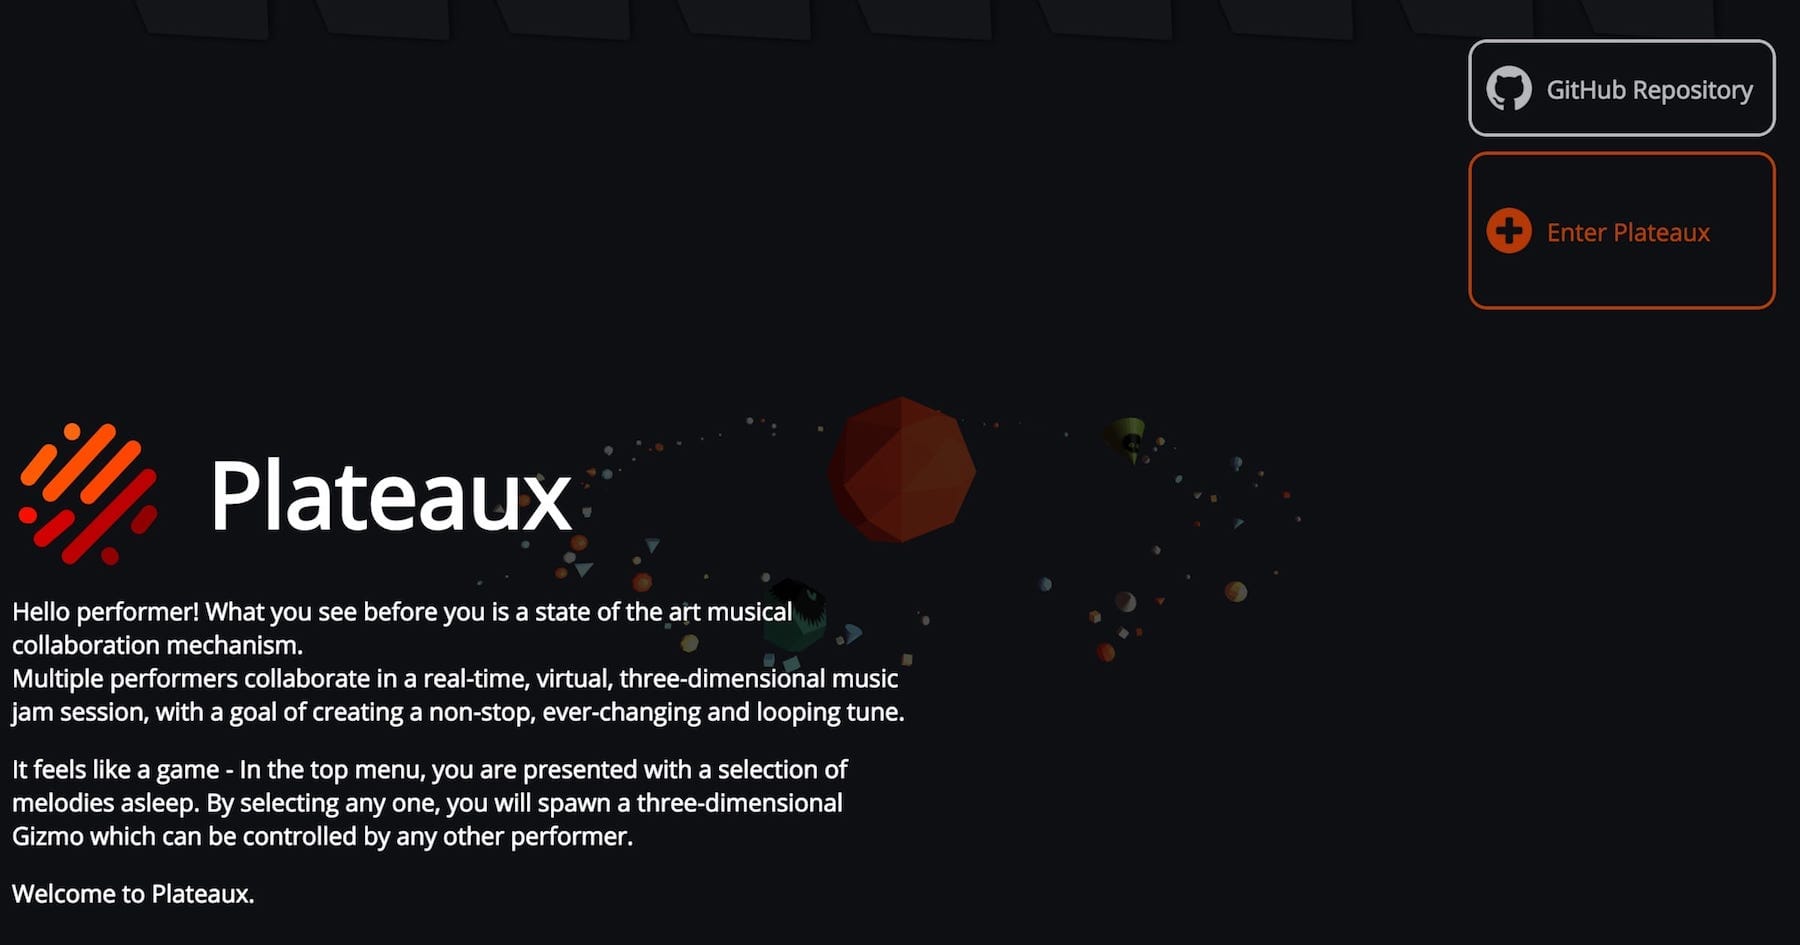 GitHub Repository
Enter Plateaux
Plateaux
Hello performer! What you see before you is a state of the art musical
collaboration mechanism.
Multiple performers collaborate in a real-time, virtual, three-dimensional music
jam session, with a goal of creating a non-stop, ever-changing and looping tune.
It feels like a game - In the top menu, you are presented with a selection of
melodies asleep. By selecting any one, you will spawn a three-dimensional
Gizmo which can be controlled by any other performer.
Welcome to Plateaux.